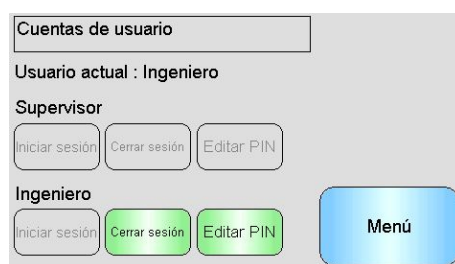 Cuentas de usuario
Usuario actual : Ingeniero
Supervisor
Iniciar sesión Cerrar sesión Editar PIN
Ingeniero
Iniciar sesión Cerrar sesión Editar PIN
Menú